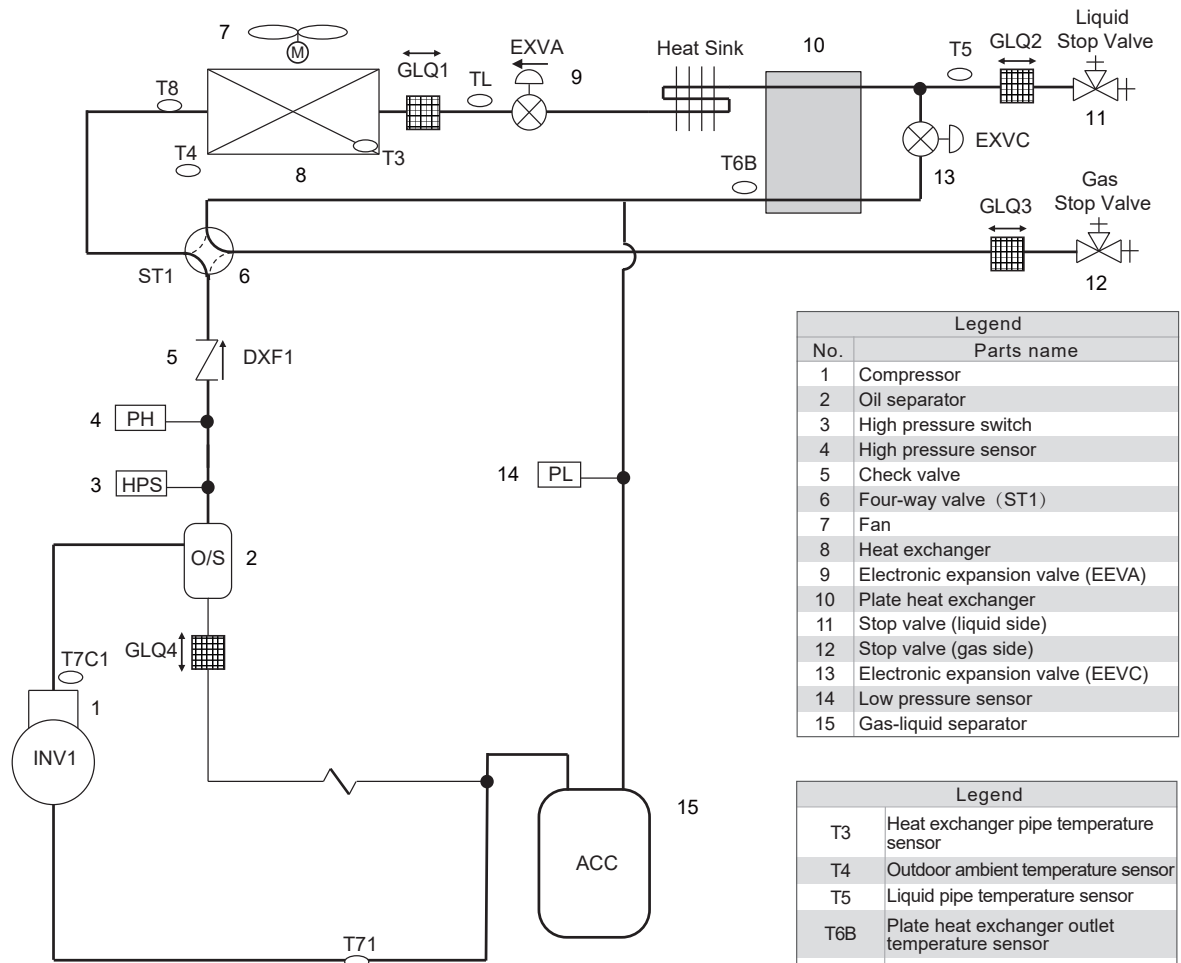 7
M
T8
T4
8
T3
GLQ1
TL
EXVA
9
Heat Sink
10
T5
GLQ2
Liquid
Stop Valve
11
EXVC
13
T6B
Gas
Stop Valve
GLQ3
12
ST1
6
5
DXF1
4
PH
3
HPS
14
PL
O/S
2
GLQ4
T7C1
1
INV1
T71
ACC
15
Legend
No. Parts name
1 Compressor
2 Oil separator
3 High pressure switch
4 High pressure sensor
5 Check valve
6 Four-way valve（ST1）
7 Fan
8 Heat exchanger
9 Electronic expansion valve (EEVA)
10 Plate heat exchanger
11 Stop valve (liquid side)
12 Stop valve (gas side)
13 Electronic expansion valve (EEVC)
14 Low pressure sensor
15 Gas-liquid separator
Legend
T3 Heat exchanger pipe temperature
sensor
T4 Outdoor ambient temperature sensor
T5 Liquid pipe temperature sensor
T6B Plate heat exchanger outlet
temperature sensor